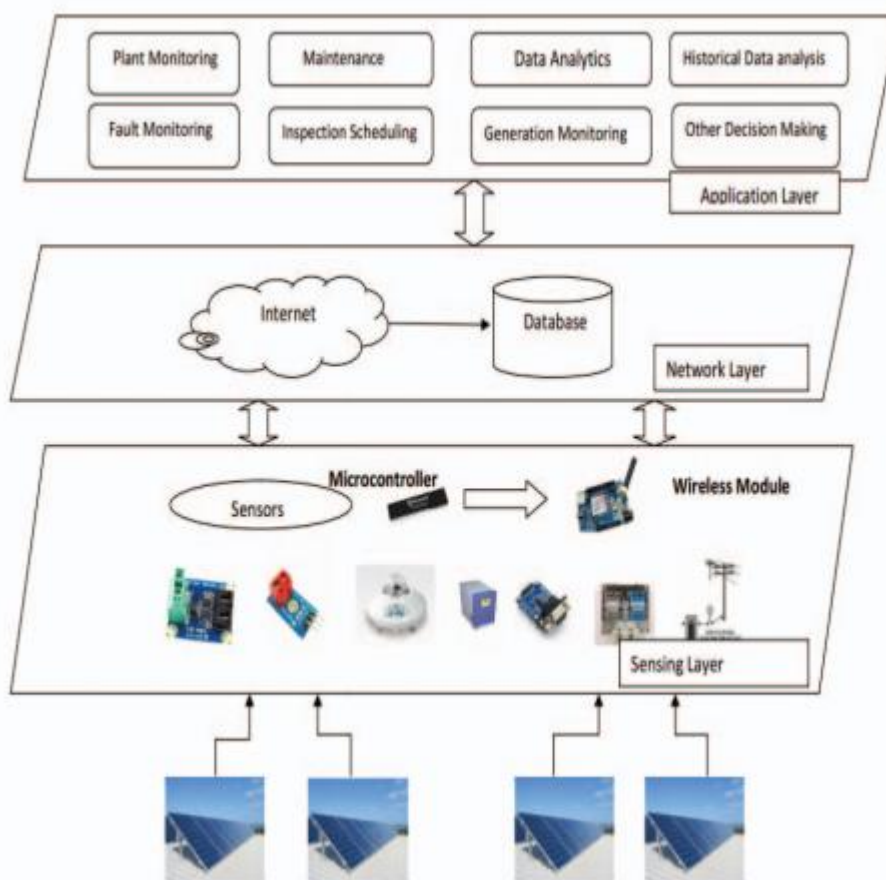 Plant Monitoring
Maintenance
Data Analytics
Historical Data analysis
Fault Monitoring
Inspection Scheduling
Generation Monitoring
Other Decision Making
Application Layer
Internet
Database
Network Layer
Microcontroller
Sensors
Wireless Module
Sensing Layer